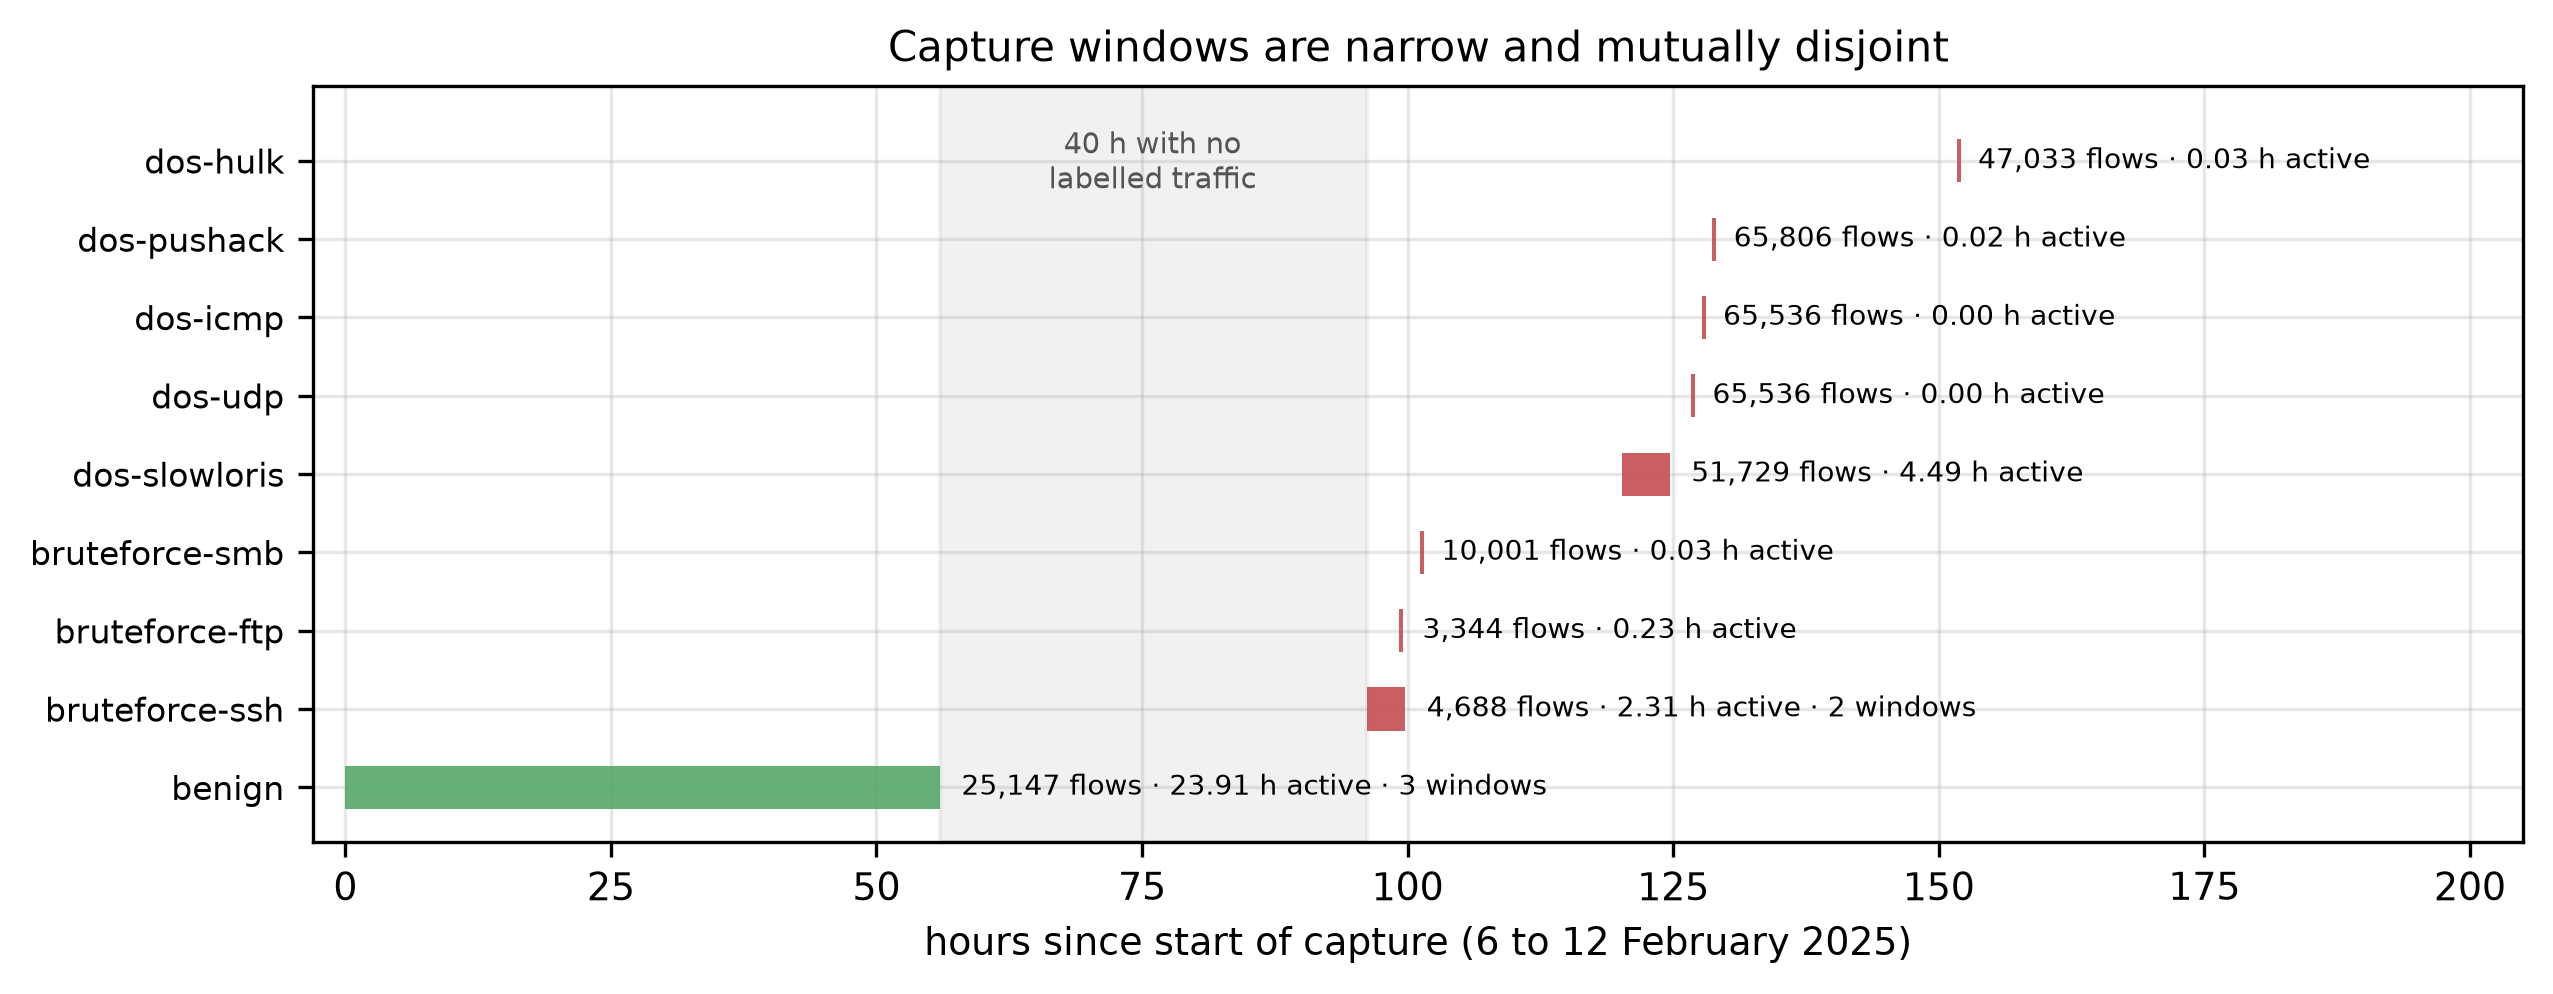 Capture windows are narrow and mutually disjoint
40 h with no
labelled traffic
dos-hulk
47,033 flows · 0.03 h active
dos-pushack
65,806 flows · 0.02 h active
dos-icmp
65,536 flows · 0.00 h active
dos-udp
65,536 flows · 0.00 h active
dos-slowloris
51,729 flows · 4.49 h active
bruteforce-smb
10,001 flows · 0.03 h active
bruteforce-ftp
3,344 flows · 0.23 h active
bruteforce-ssh
4,688 flows · 2.31 h active · 2 windows
benign
25,147 flows · 23.91 h active · 3 windows
0 25 50 75 100 125 150 175 200
hours since start of capture (6 to 12 February 2025)